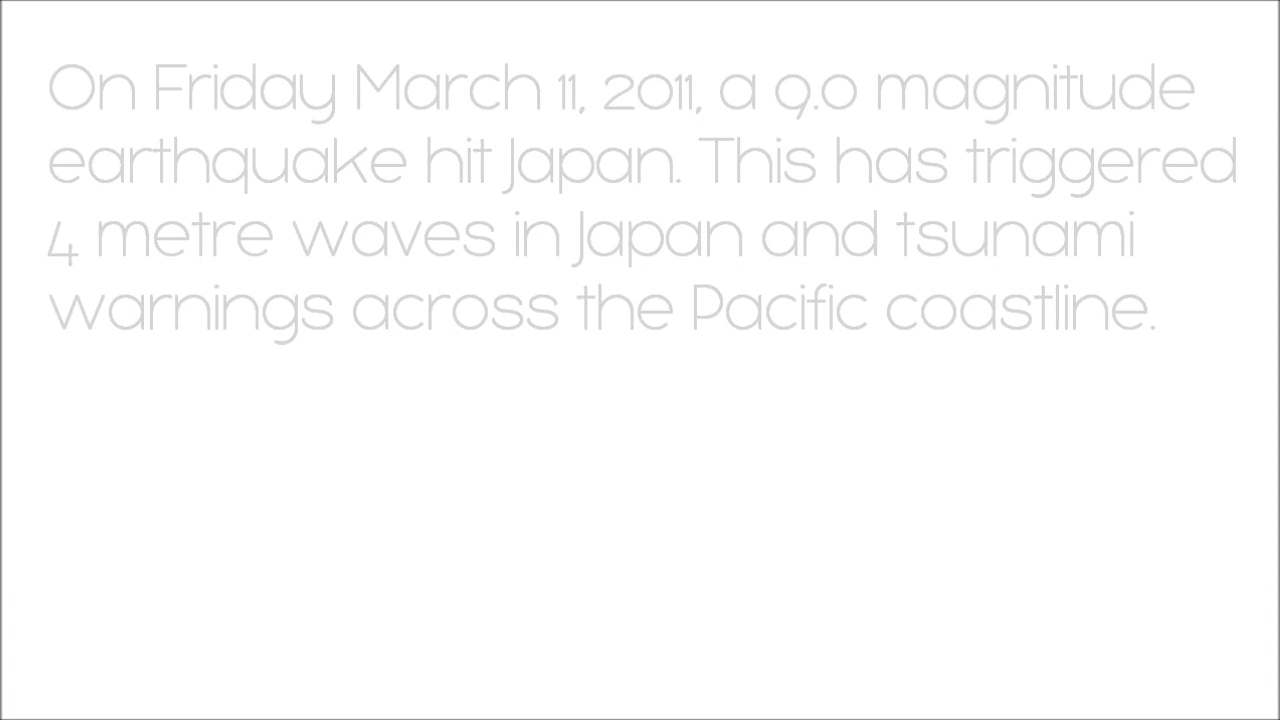 On Friday March 11, 2011, a 9.0 magnitude
earthquake hit Japan. This has triggered
4 metre waves in Japan and tsunami
warnings across the Pacific coastline.